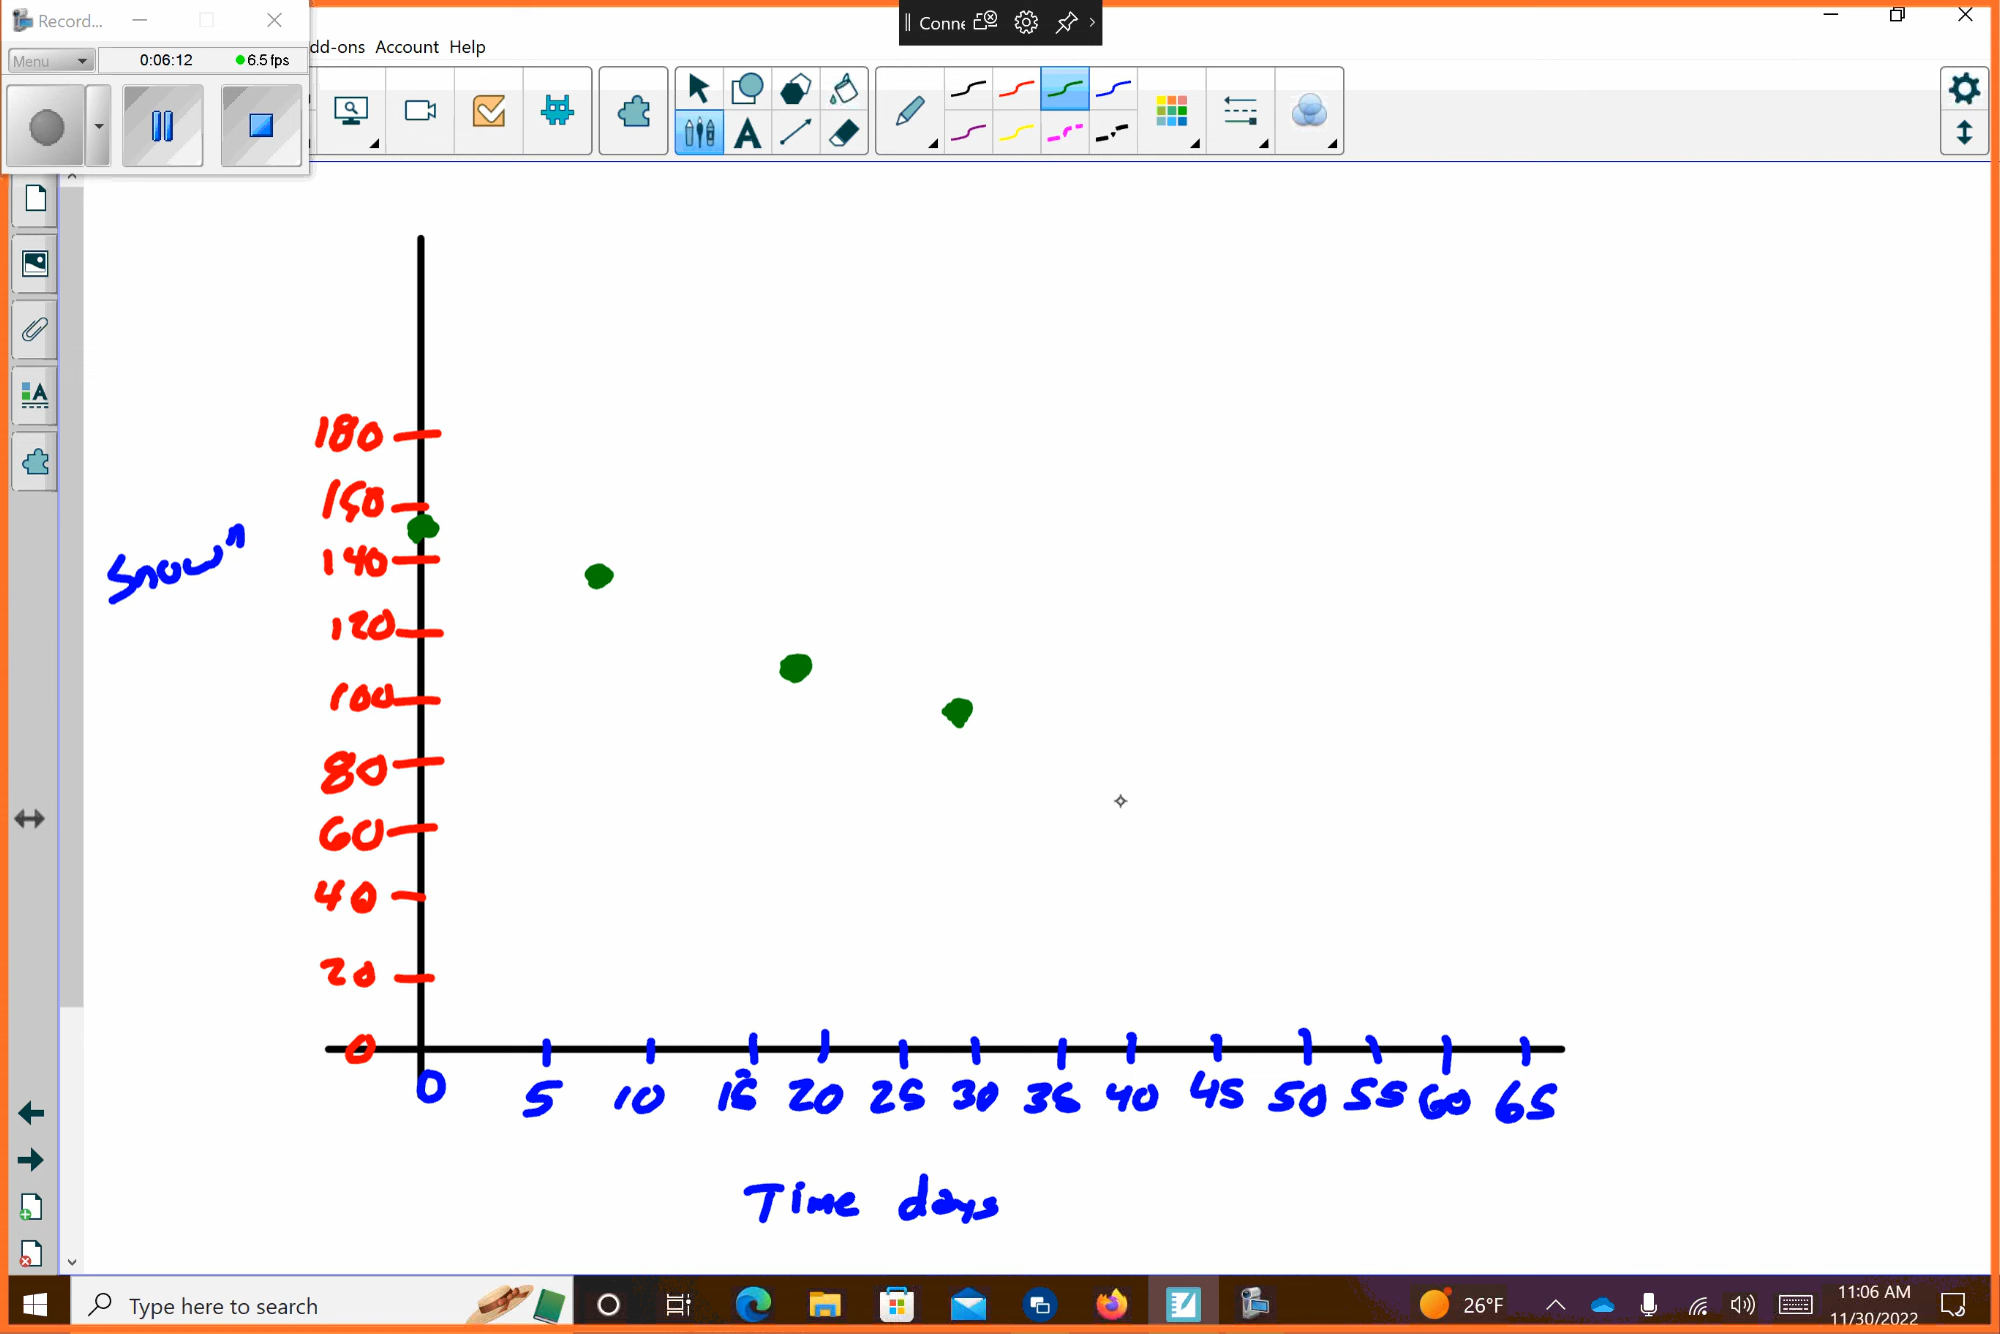 Record...
Conne
dd-ons Account Help
Menu
0:06:12
6.5 fps
A
A
180
150
140
120
100
80
60
40
20
0
Snow"
0 5 10 15 20 25 30 35 40 45 50 55 60 65
Time days
Type here to search
26°F
11:06 AM
11/30/2022